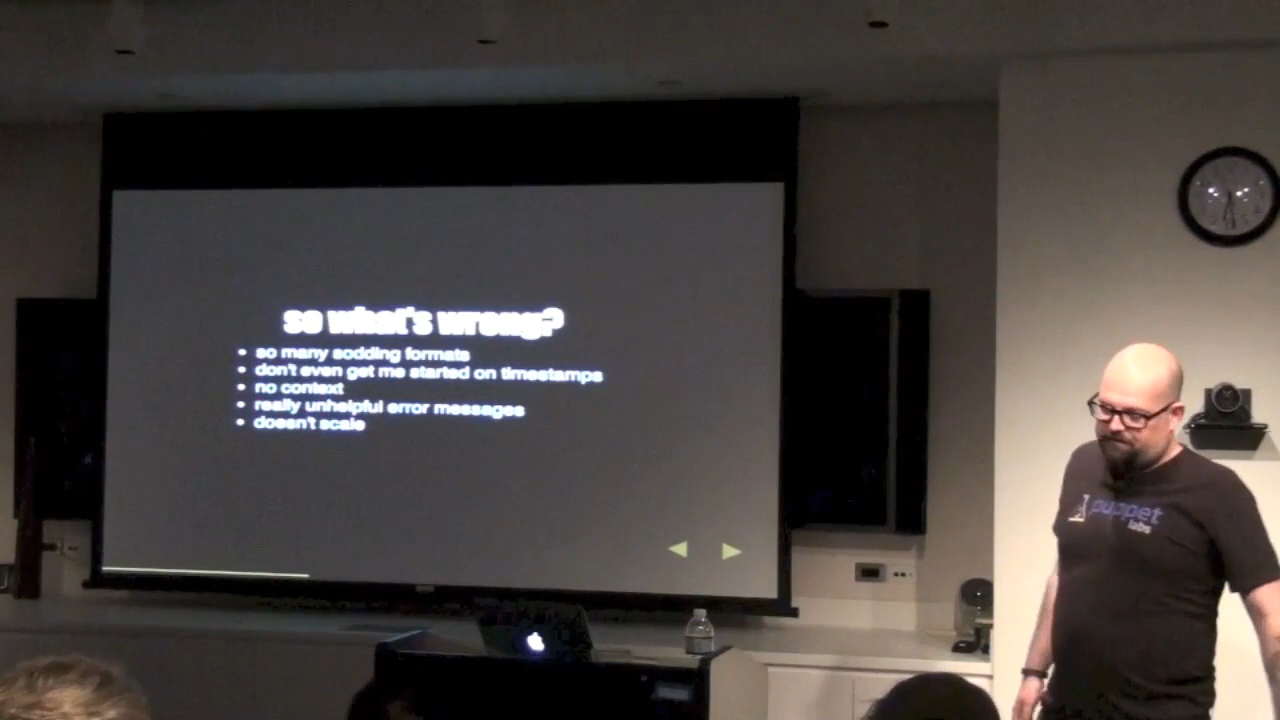 so what's wrong?
• so many sodding formats
• don't even get me started on timestamps
• no context
• really unhelpful error messages
• doesn't scale
puppet
labs